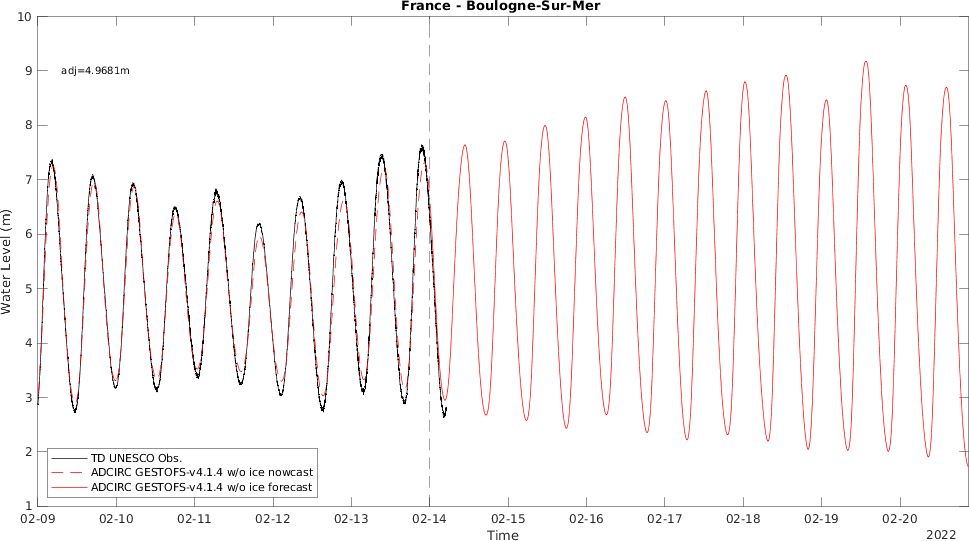 France - Boulogne-Sur-Mer
10
9
8
7
6
5
4
3
2
1
Water Level (m)
adj=4.9681m
TD UNESCO Obs.
ADCIRC GESTOFS-v4.1.4 w/o ice nowcast
ADCIRC GESTOFS-v4.1.4 w/o ice forecast
02-09 02-10 02-11 02-12 02-13 02-14 02-15 02-16 02-17 02-18 02-19 02-20
Time
2022